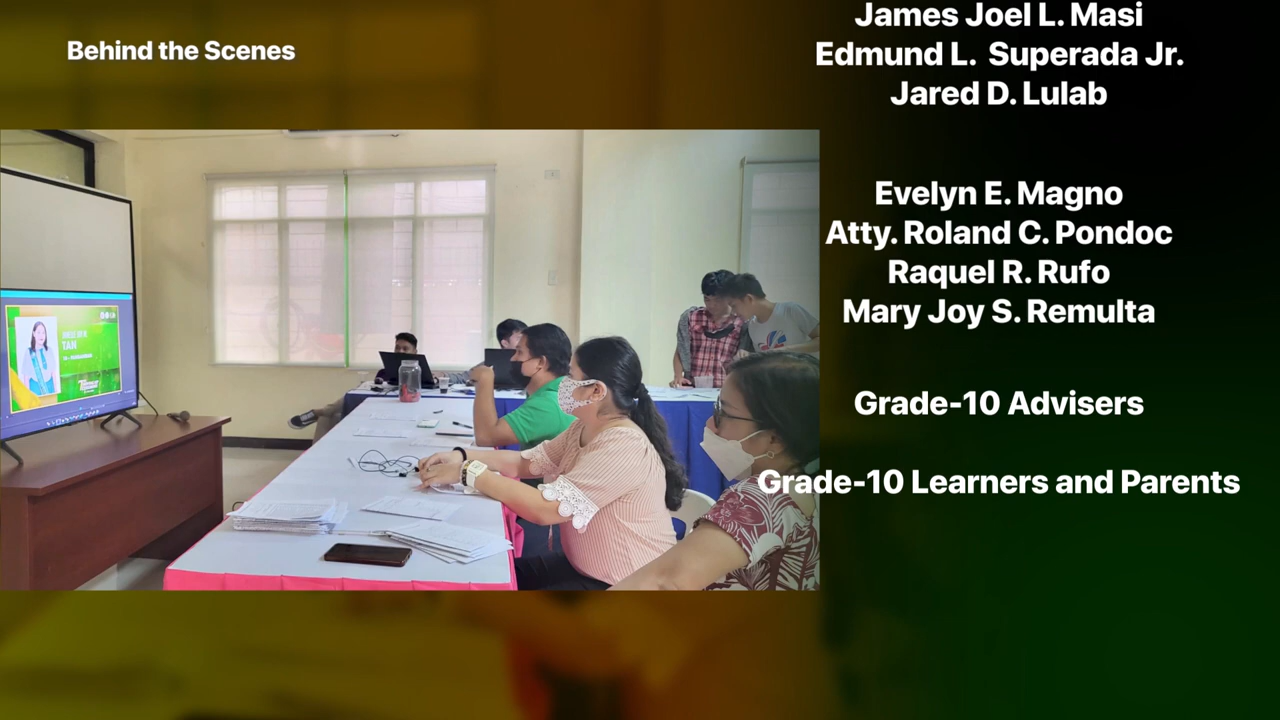 Behind the Scenes
James Joel L. Masi
Edmund L. Superada Jr.
Jared D. Lulab
Evelyn E. Magno
Atty. Roland C. Pondoc
Raquel R. Rufo
Mary Joy S. Remulta
Grade-10 Advisers
Grade-10 Learners and Parents
TAN